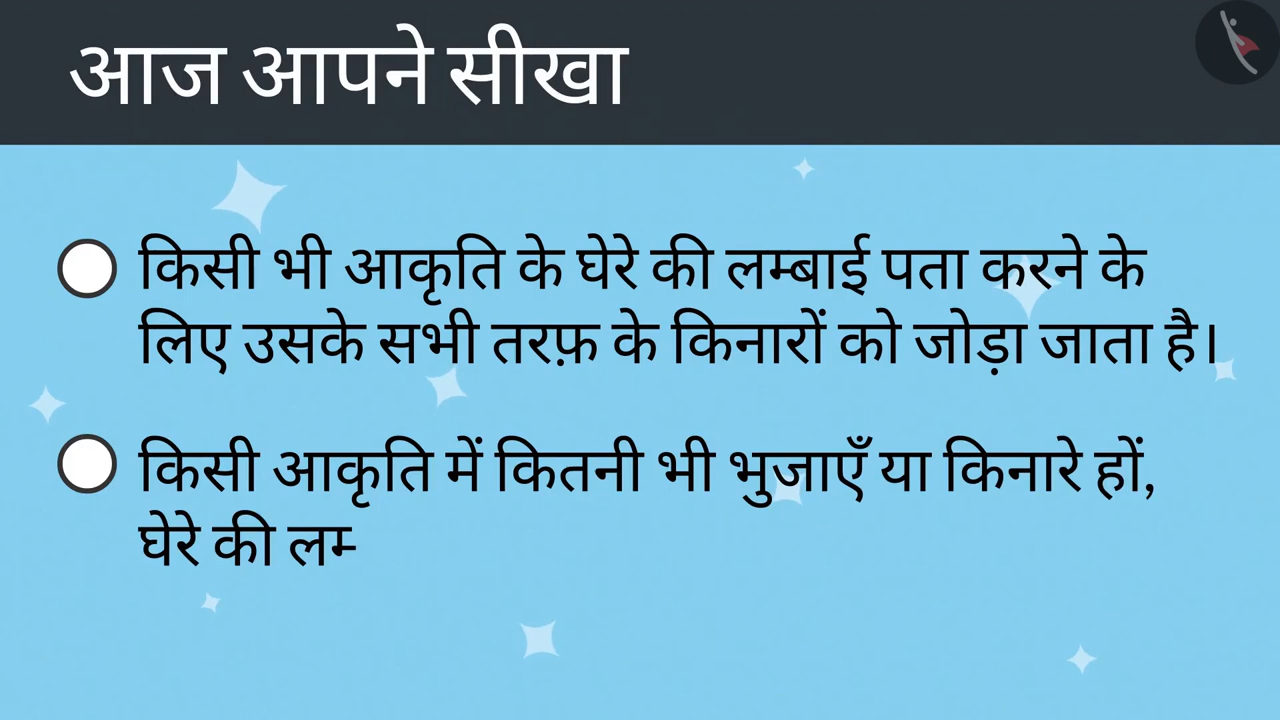 आज आपने सीखा
किसी भी आकृति के घेरे की लम्बाई पता करने के
लिए उसके सभी तरफ़ के किनारों को जोड़ा जाता है।
किसी आकृति में कितनी भी भुजाएँ या किनारे हों,
घेरे की लम्